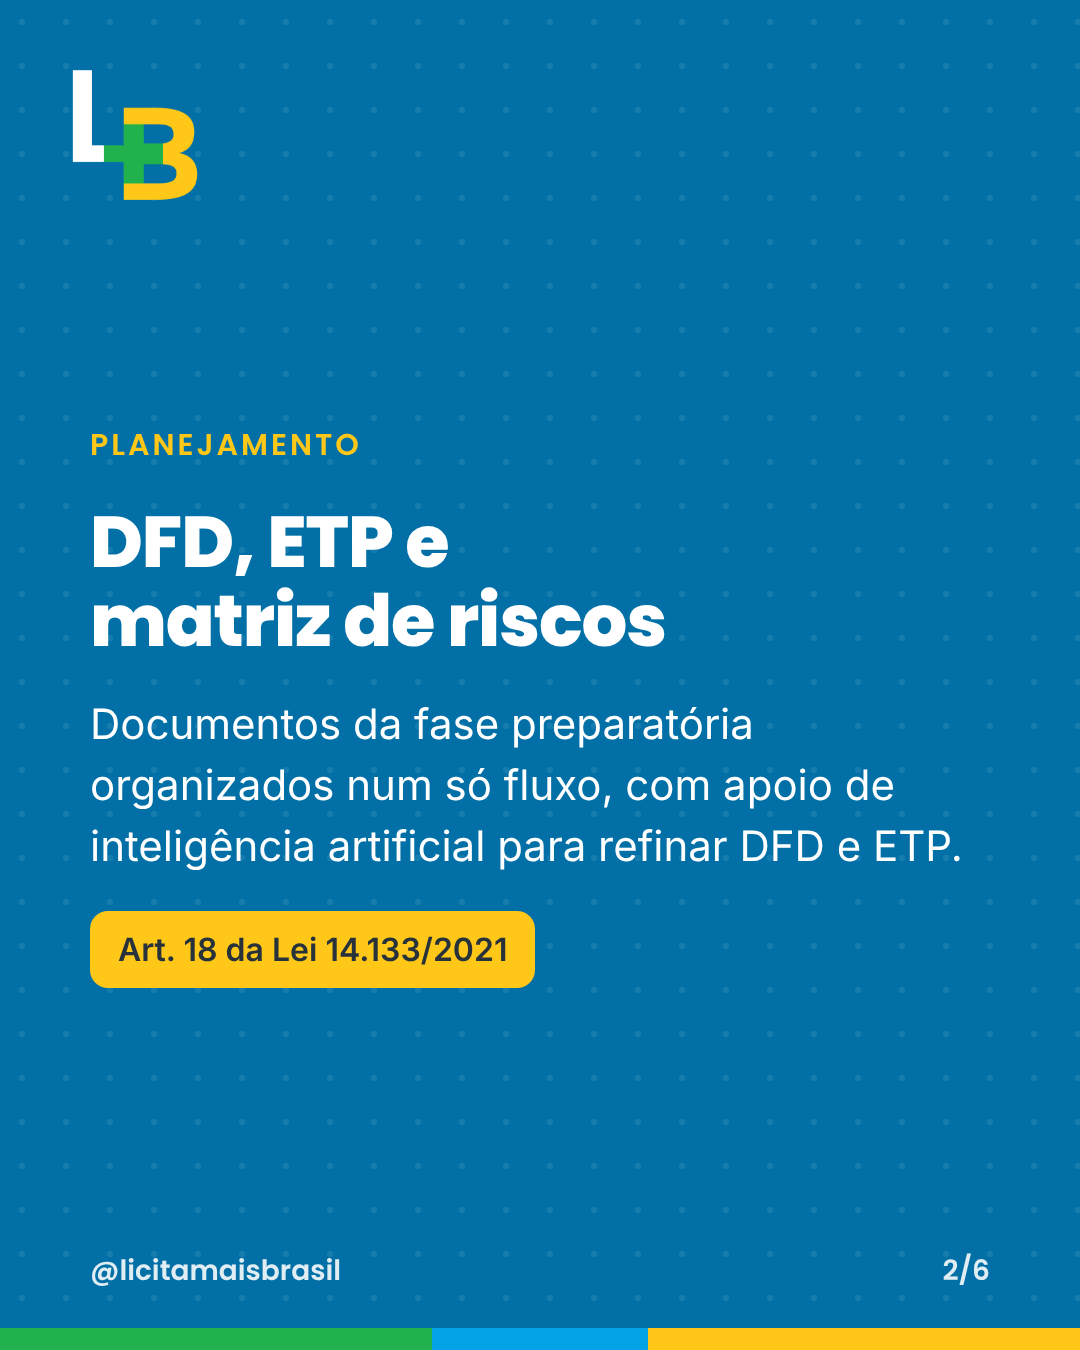 L+B
PLANEJAMENTO
DFD, ETP e
matriz de riscos
Documentos da fase preparatória
organizados num só fluxo, com apoio de
inteligência artificial para refinar DFD e ETP.
Art. 18 da Lei 14.133/2021
@licitamaisbrasil
2/6